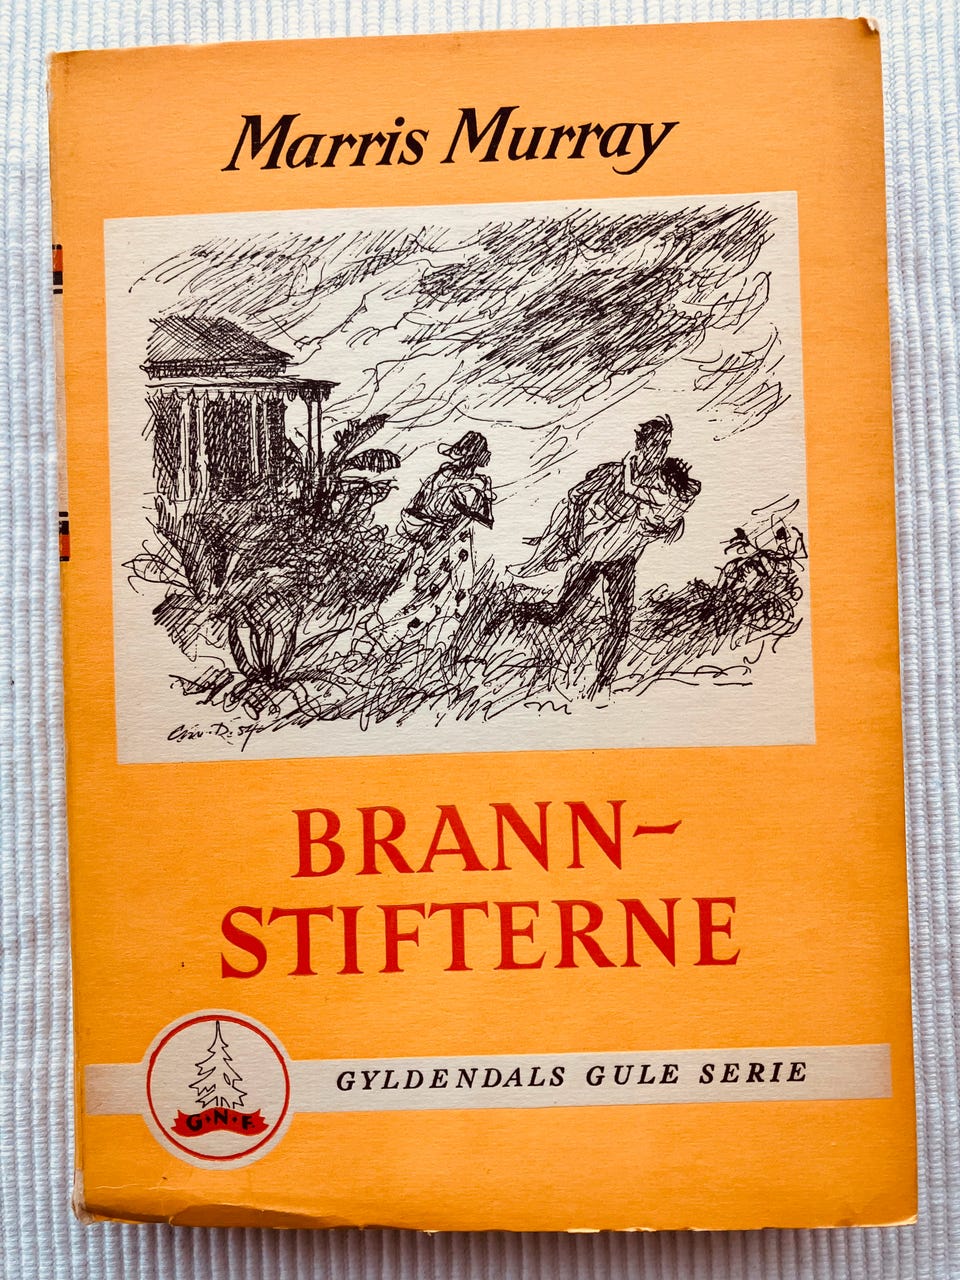 Marris Murray
BRANN-
STIFTERNE
GYLDENDALS GULE SERIE
G·N·F